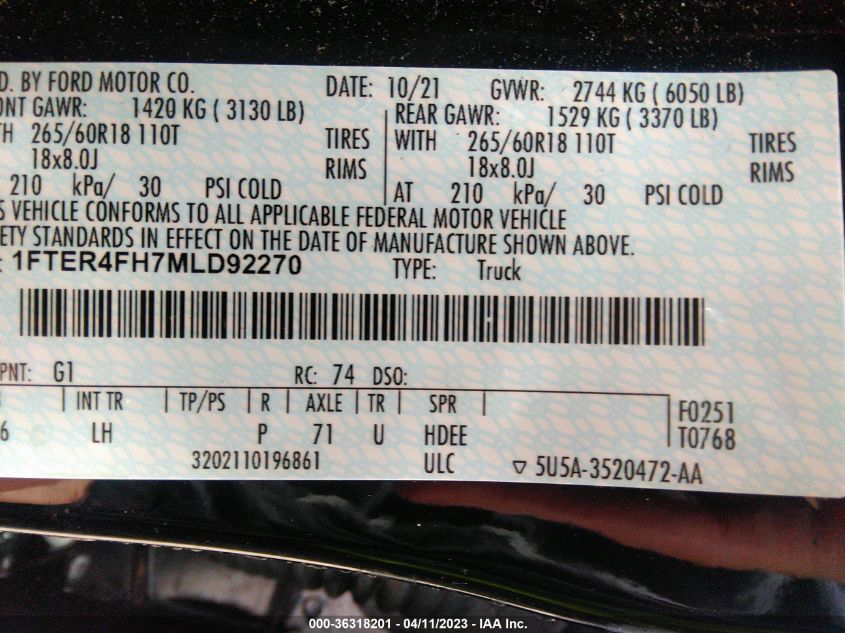 D. BY FORD MOTOR CO. DATE: 10/21 GVWR: 2744 KG ( 6050 LB)
ONT GAWR: 1420 KG ( 3130 LB) REAR GAWR: 1529 KG ( 3370 LB)
TH 265/60R18 110T TIRES WITH 265/60R18 110T TIRES
18x8.0J RIMS 18x8.0J RIMS
210 kPa/ 30 PSI COLD AT 210 kPa/ 30 PSI COLD
S VEHICLE CONFORMS TO ALL APPLICABLE FEDERAL MOTOR VEHICLE
ETY STANDARDS IN EFFECT ON THE DATE OF MANUFACTURE SHOWN ABOVE.
: 1FTER4FH7MLD92270 TYPE: Truck
PNT: G1 RC: 74 DSO:
INT TR TP/PS R AXLE TR SPR F0251
6 LH P 71 U HDEE T0768
3202110196861 ULC ▽ 5U5A-3520472-AA
000-36318201 - 04/11/2023 - IAA Inc.